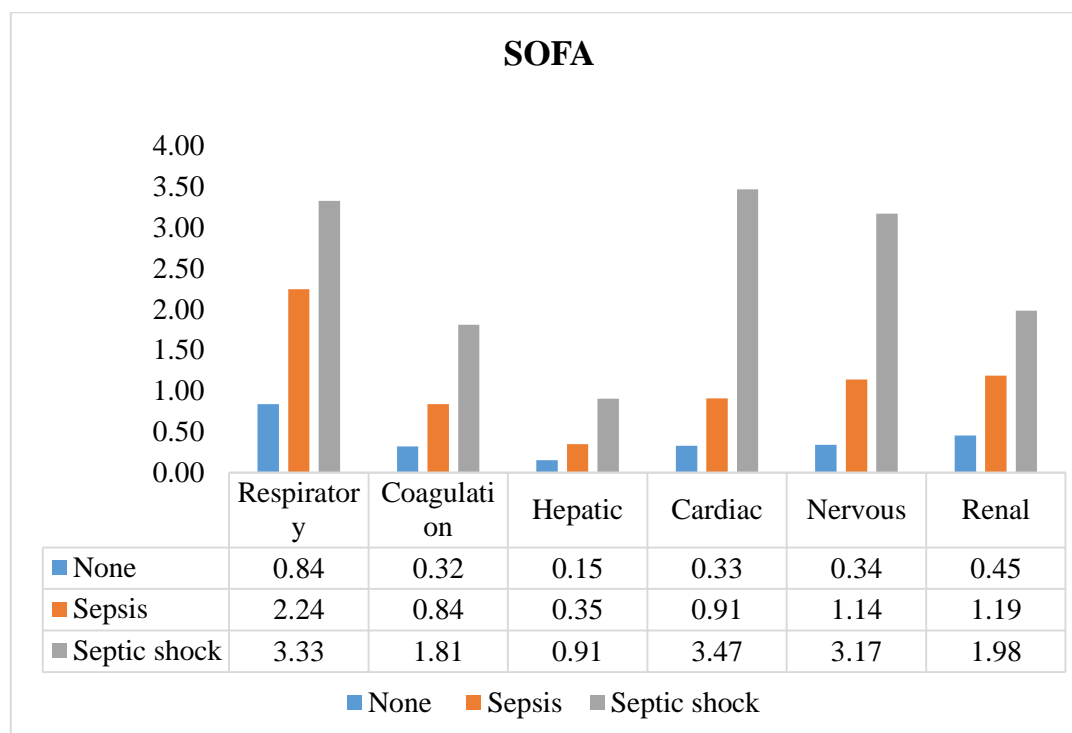 SOFA
4.00
3.50
3.00
2.50
2.00
1.50
1.00
0.50
0.00
Respirator
y
Coagulati
on
Hepatic
Cardiac
Nervous
Renal
None 0.84 0.32 0.15 0.33 0.34 0.45
Sepsis 2.24 0.84 0.35 0.91 1.14 1.19
Septic shock 3.33 1.81 0.91 3.47 3.17 1.98
None Sepsis Septic shock